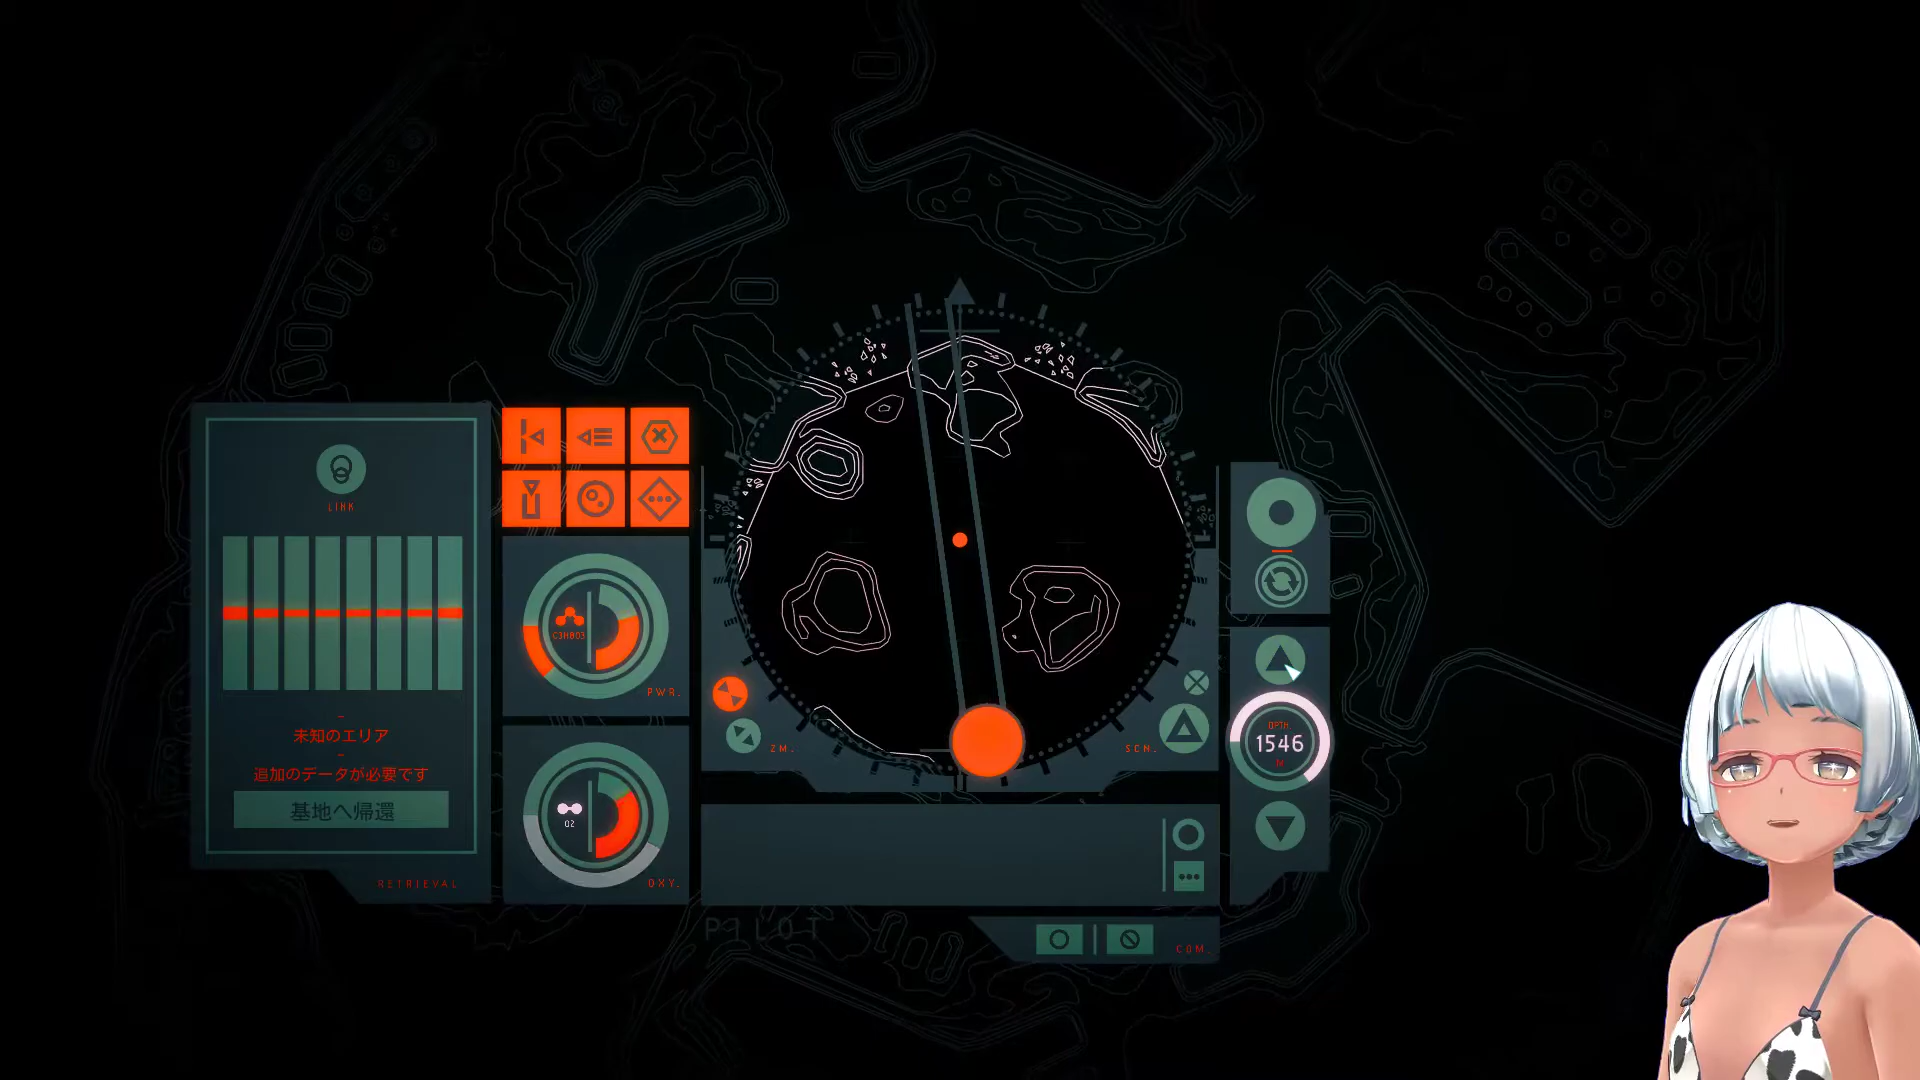 LINK
未知のエリア
追加のデータが必要です
基地へ帰還
RETRIEVAL
C3H8O3
PWR.
O2
OXY.
ZM.
SCN.
DPTH.
1546
M
PILOT
COM.